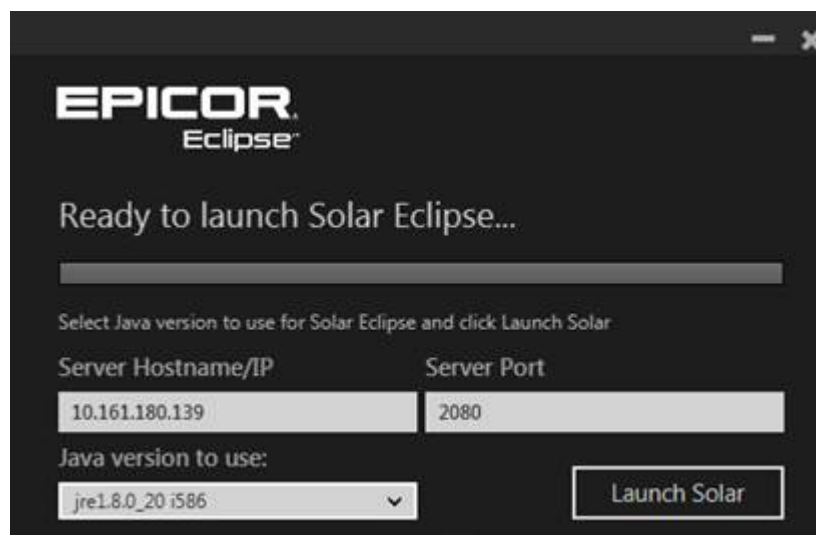 EPICOR
Eclipse
Ready to launch Solar Eclipse...
Select Java version to use for Solar Eclipse and click Launch Solar
Server Hostname/IP Server Port
10.161.180.139 2080
Java version to use:
jre1.8.0_20 i586 Launch Solar